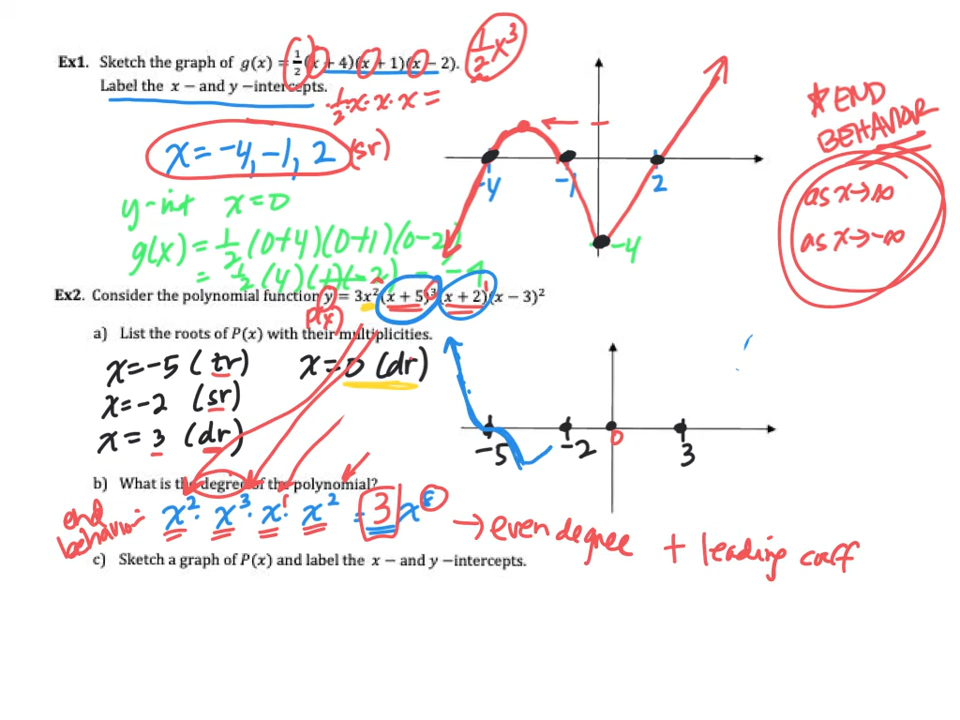 Ex1. Sketch the graph of g(x) = 1/2(x + 4)(x + 1)(x − 2).
1/2x³
Label the x − and y −intercepts.
1/2x · x · x =
x = -4, -1, 2 (sr)
y-int x=0
g(x) = 1/2 (0+4)(0+1)(0-2)
= 1/2 (4)(1)(-2) = -4
-4 -1 2
-4
* END
BEHAVIOR
as x→∞
as x→-∞
Ex2. Consider the polynomial function y = 3x²(x + 5)³(x + 2)(x − 3)²
P(x)
a) List the roots of P(x) with their multiplicities.
x=-5 (tr) x=0 (dr)
x=-2 (sr)
x= 3 (dr)
-5 -2 0 3
b) What is the degree of the polynomial?
end
behavior
x² · x³ · x¹ · x² = 3x⁸
→ even degree + leading coeff
c) Sketch a graph of P(x) and label the x − and y −intercepts.